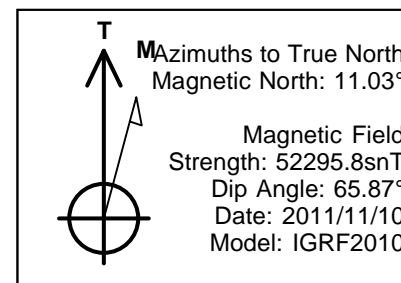 T
M
Azimuths to True North
Magnetic North: 11.03°
Magnetic Field
Strength: 52295.8snT
Dip Angle: 65.87°
Date: 2011/11/10
Model: IGRF2010